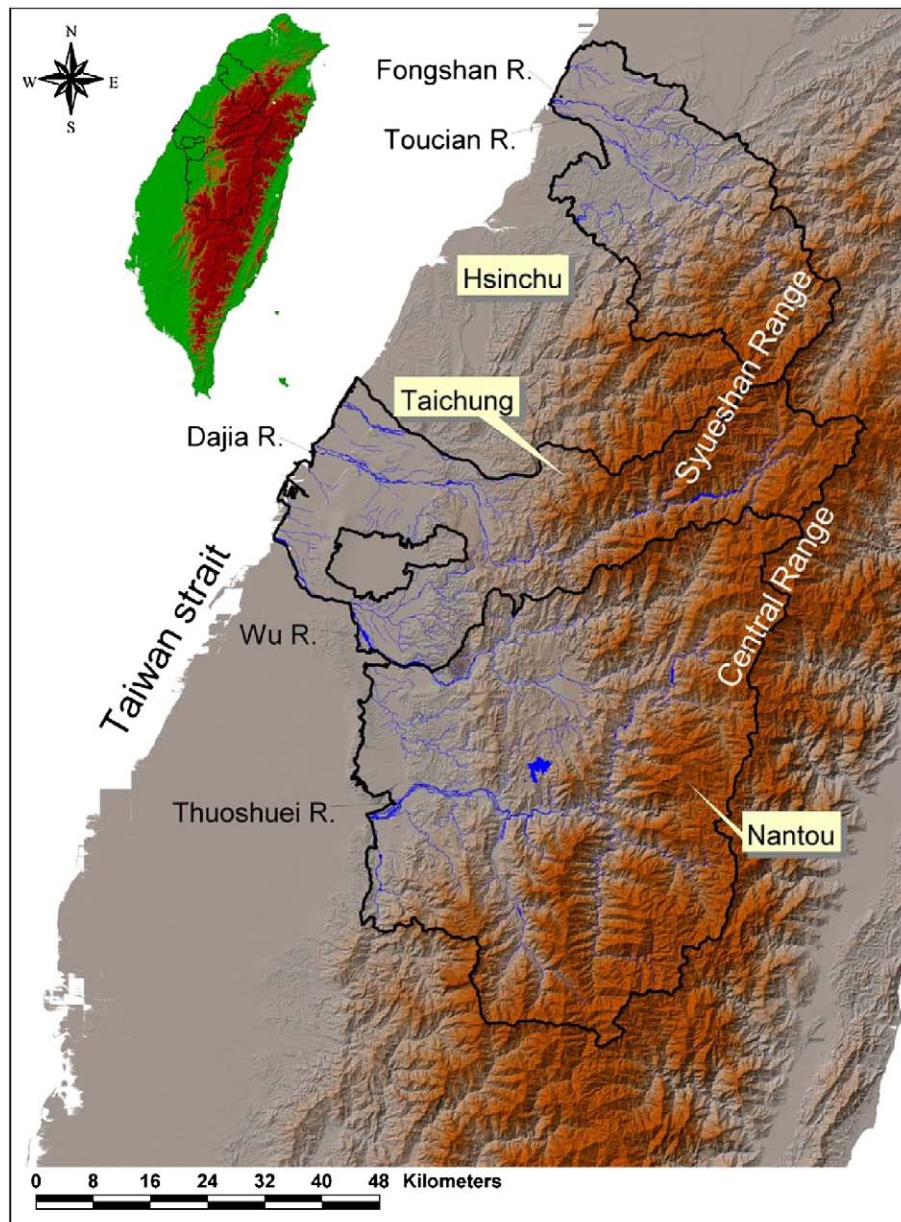 N
W E
S
Fongshan R.
Toucian R.
Hsinchu
Syueshan Range
Taichung
Dajia R.
Central Range
Taiwan strait
Wu R.
Thuoshuei R.
Nantou
0 8 16 24 32 40 48 Kilometers